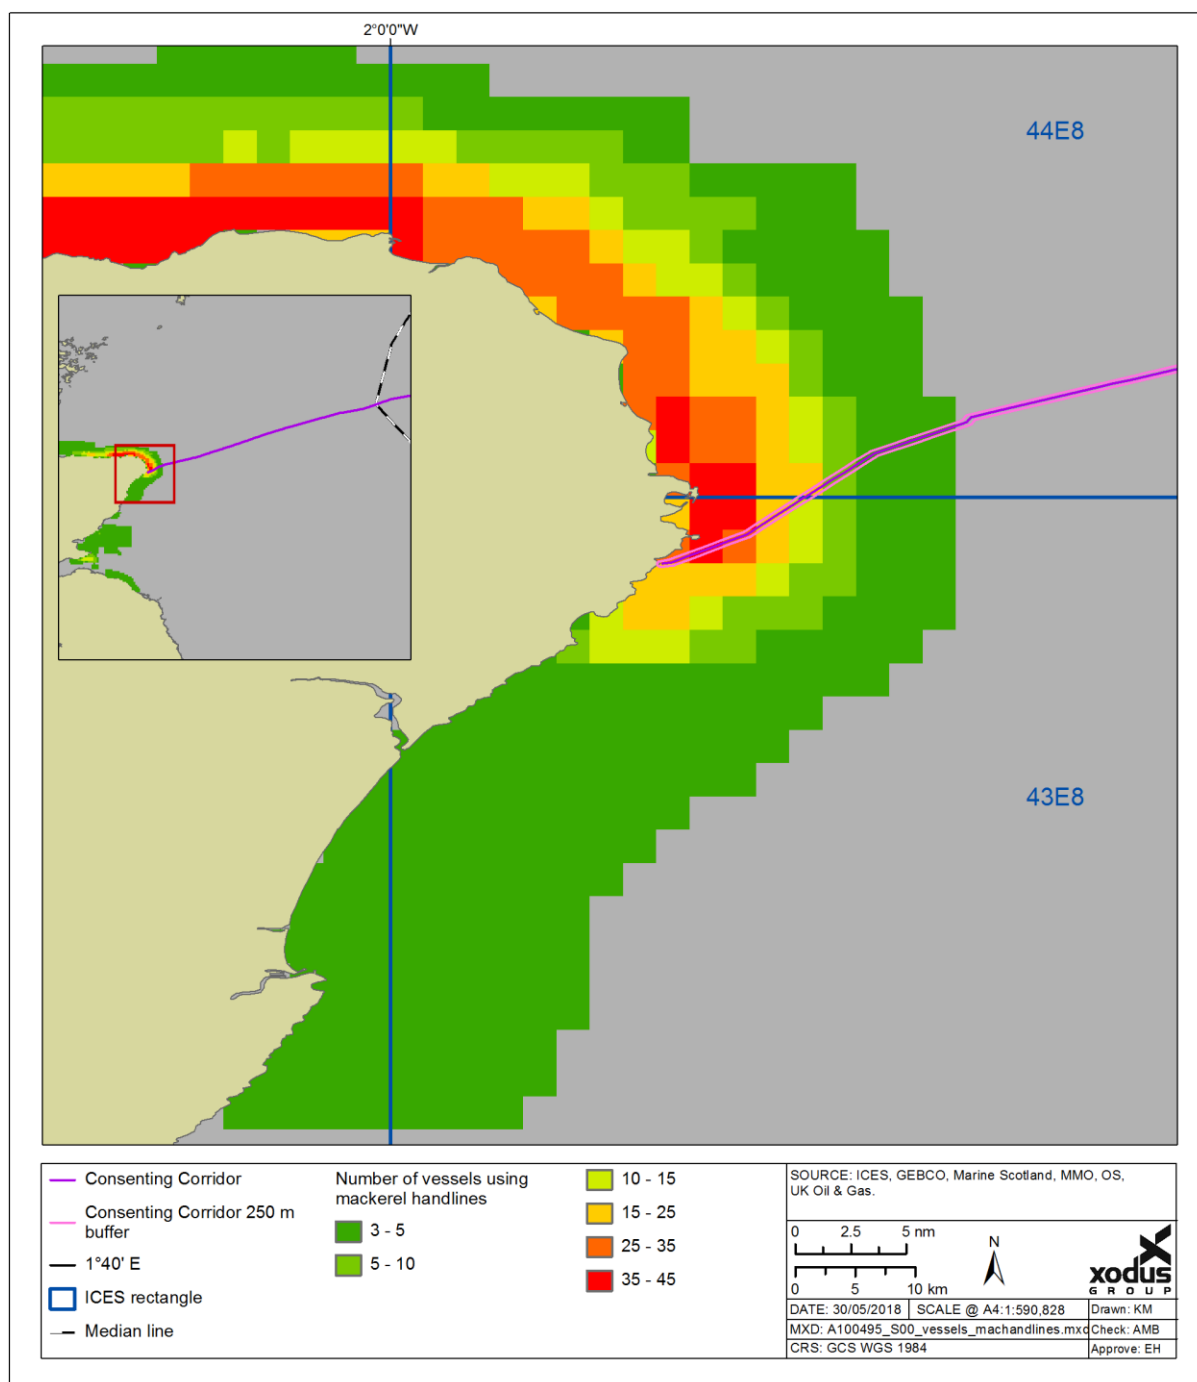 2°0'0"W
44E8
43E8
Consenting Corridor
Consenting Corridor 250 m
buffer
1°40' E
ICES rectangle
Median line
Number of vessels using
mackerel handlines
3 - 5
5 - 10
10 - 15
15 - 25
25 - 35
35 - 45
SOURCE: ICES, GEBCO, Marine Scotland, MMO, OS,
UK Oil & Gas.
0 2.5 5 nm
0 5 10 km
N
xodus
GROUP
DATE: 30/05/2018
SCALE @ A4:1:590,828
Drawn: KM
MXD: A100495_S00_vessels_machandlines.mxd
Check: AMB
CRS: GCS WGS 1984
Approve: EH